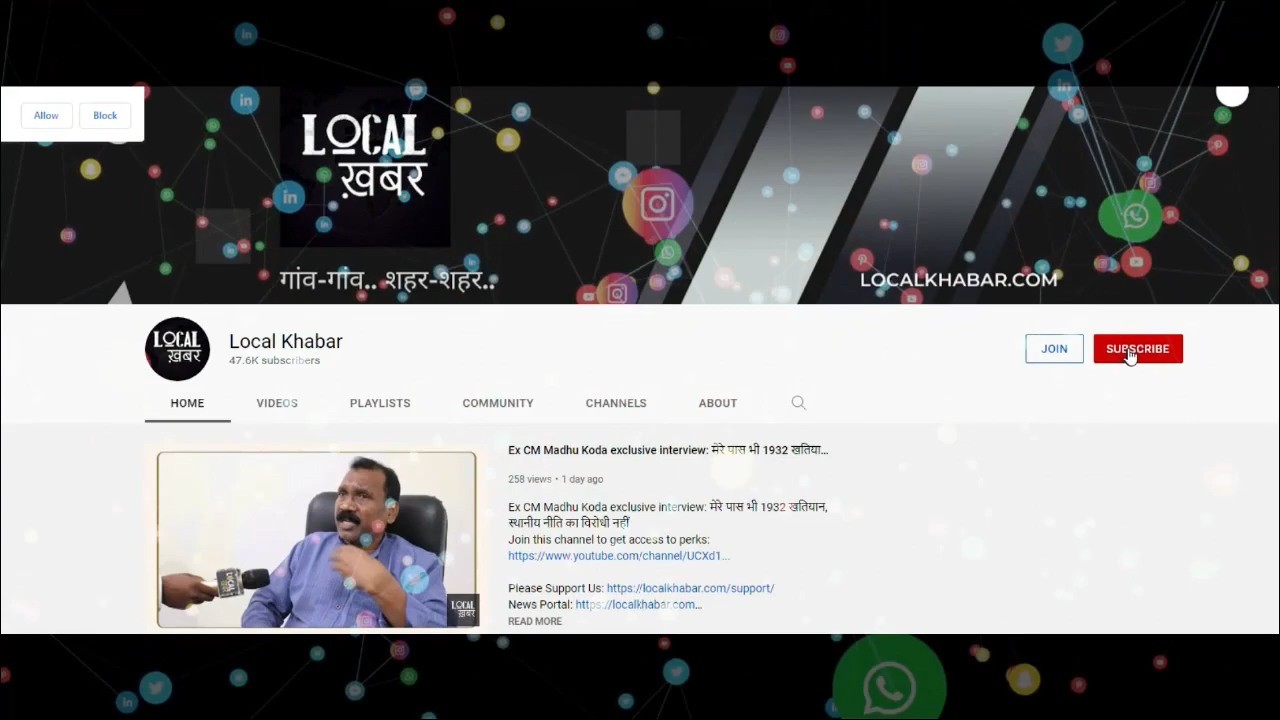 Allow
Block
LOCAL
ख़बर
गांव-गांव.. शहर-शहर..
LOCALKHABAR.COM
LOCAL
ख़बर
Local Khabar
47.6K subscribers
JOIN
SUBSCRIBE
HOME
VIDEOS
PLAYLISTS
COMMUNITY
CHANNELS
ABOUT
Ex CM Madhu Koda exclusive interview: मेरे पास भी 1932 खतिया...
258 views • 1 day ago
Ex CM Madhu Koda exclusive interview: मेरे पास भी 1932 खतियान,
स्थानीय नीति का विरोधी नहीं
Join this channel to get access to perks:
https://www.youtube.com/channel/UCXd1...
Please Support Us: https://localkhabar.com/support/
News Portal: https://localkhabar.com...
READ MORE
LOCAL
ख़बर